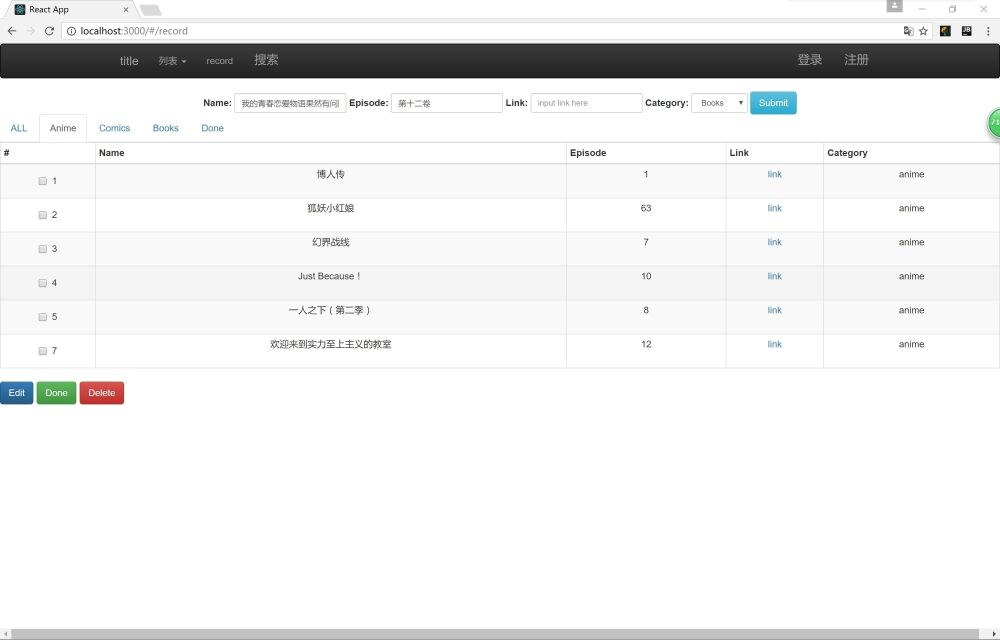 React App
localhost:3000/#/record
title 列表 record 搜索 登录 注册
Name: 我的青春恋爱物语果然有问 Episode: 第十二卷 Link: input link here Category: Books Submit
ALL Anime Comics Books Done
71
# Name Episode Link Category
1 博人传 1 link anime
2 狐妖小红娘 63 link anime
3 幻界战线 7 link anime
4 Just Because！ 10 link anime
5 一人之下（第二季） 8 link anime
7 欢迎来到实力至上主义的教室 12 link anime
Edit Done Delete